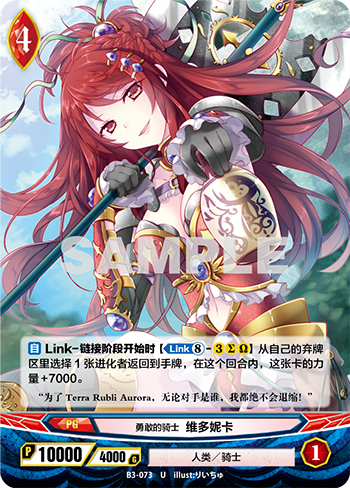 4
SAMPLE
自 Link-链接阶段开始时【Link 8 - 3 Σ Ω】从自己的弃牌
区里选择1张进化者返回到手牌，在这个回合内，这张卡的力
量+7000。
“为了 Terra Rubli Aurora，无论对手是谁，我都绝不会退缩！”
PG
勇敢的骑士 维多妮卡
P 10000 / 4000 G
人类／骑士
1
B3-073 U illust:りいちゅ